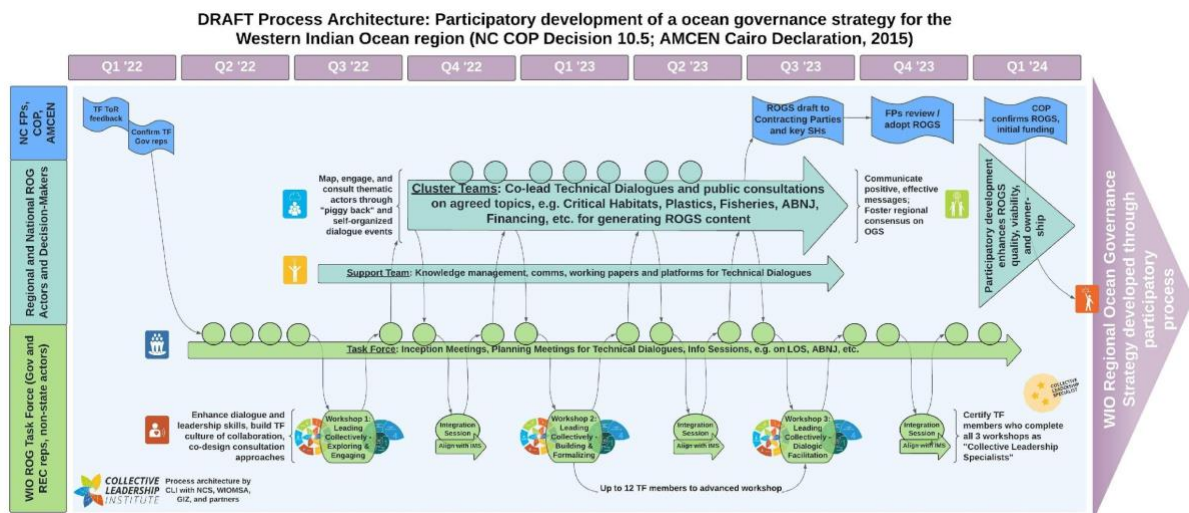 DRAFT Process Architecture: Participatory development of a ocean governance strategy for the
Western Indian Ocean region (NC COP Decision 10.5; AMCEN Cairo Declaration, 2015)
Q1 '22
Q2 '22
Q3 '22
Q4 '22
Q1 '23
Q2 '23
Q3 '23
Q4 '23
Q1 '24
NC FPs,
COP,
AMCEN
TF ToR
feedback
Confirm TF
Gov reps
ROGS draft to
Contracting Parties
and key SHs
FPs review /
adopt ROGS
COP
confirms ROGS,
initial funding
Regional and National ROG
Actors and Decision-Makers
Map, engage, and
consult thematic
actors through
"piggy back" and
self-organized
dialogue events
Cluster Teams: Co-lead Technical Dialogues and public consultations
on agreed topics, e.g. Critical Habitats, Plastics, Fisheries, ABNJ,
Financing, etc. for generating ROGS content
Communicate
positive, effective
messages;
Foster regional
consensus on
OGS
Participatory development
enhances ROGS
quality, viability,
and owner-
ship
Support Team: Knowledge management, comms, working papers and platforms for Technical Dialogues
WIO ROG Task Force (Gov and
REC reps, non-state actors)
Task Force: Inception Meetings, Planning Meetings for Technical Dialogues, Info Sessions, e.g. on LOS, ABNJ, etc.
Enhance dialogue and
leadership skills, build TF
culture of collaboration,
co-design consultation
approaches
Workshop 1:
Leading
Collectively -
Exploring &
Engaging
Integration
Session
Align with IMS
Workshop 2:
Leading
Collectively -
Building &
Formalizing
Integration
Session
Align with IMS
Workshop 3:
Leading
Collectively -
Dialogic
Facilitation
Integration
Session
Align with IMS
Certify TF
members who complete
all 3 workshops as
"Collective Leadership
Specialists"
COLLECTIVE
LEADERSHIP
SPECIALIST
Up to 12 TF members to advanced workshop
COLLECTIVE
LEADERSHIP
INSTITUTE
Process architecture by
CLI with NCS, WIOMSA,
GIZ, and partners
WIO Regional Ocean Governance
Strategy developed through
participatory
process